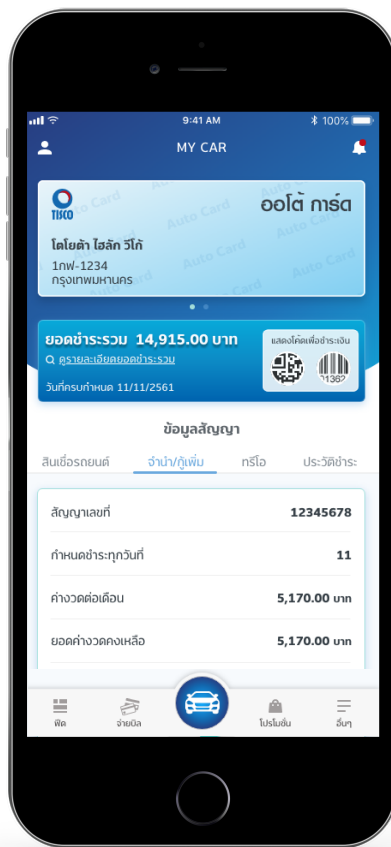 9:41 AM
100%
MY CAR
TISCO
ออโต้ การ์ด
Auto Card
โตโยต้า ไฮลัก วีโก้
1กฟ-1234
กรุงเทพมหานคร
ยอดชำระรวม 14,915.00 บาท
แสดงโค้ดเพื่อชำระเงิน
ดูรายละเอียดยอดชำระรวม
01362
วันที่ครบกำหนด 11/11/2561
ข้อมูลสัญญา
สินเชื่อรถยนต์ จำนำ/กู้เพิ่ม ทรีโอ ประวัติชำระ
สัญญาเลขที่ 12345678
กำหนดชำระทุกวันที่ 11
ค่างวดต่อเดือน 5,170.00 บาท
ยอดค่างวดคงเหลือ 5,170.00 บาท
ฟีด จ่ายบิล โปรโมชั่น อื่นๆ